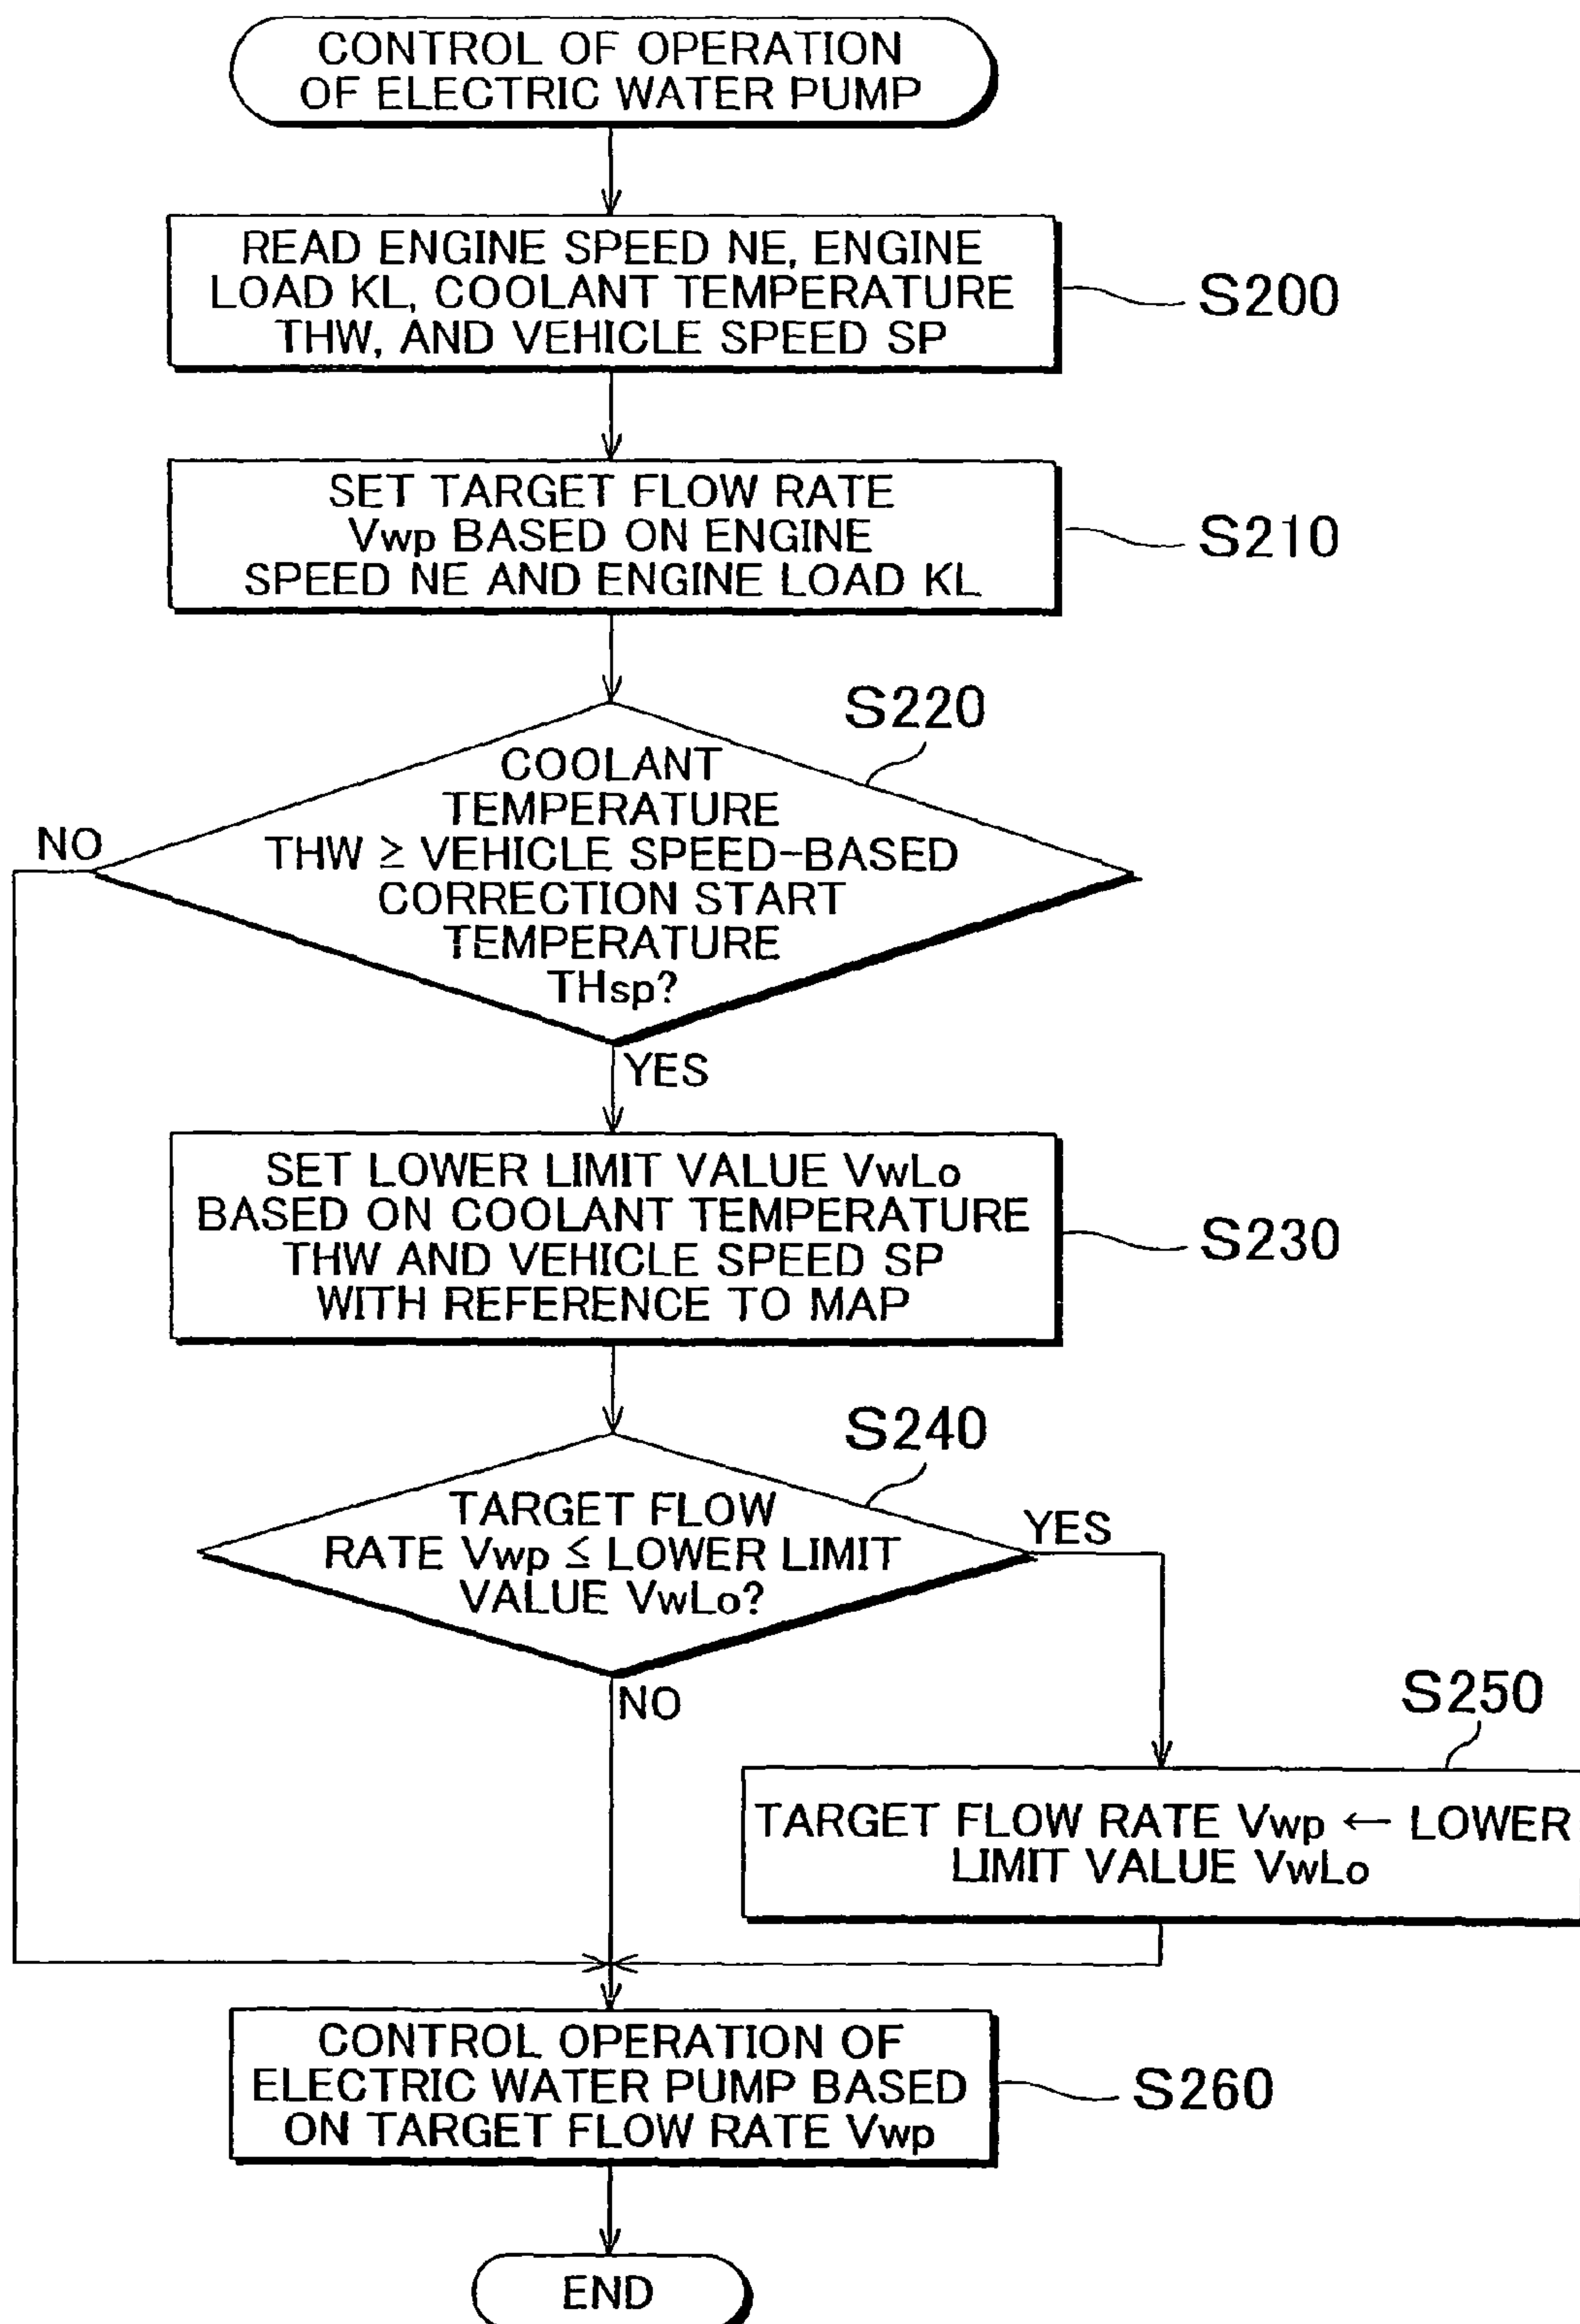 CONTROL OF OPERATION
OF ELECTRIC WATER PUMP
READ ENGINE SPEED NE, ENGINE
LOAD KL, COOLANT TEMPERATURE
THW, AND VEHICLE SPEED SP
S200
SET TARGET FLOW RATE
Vwp BASED ON ENGINE
SPEED NE AND ENGINE LOAD KL
S210
S220
COOLANT
TEMPERATURE
THW ≥ VEHICLE SPEED-BASED
CORRECTION START
TEMPERATURE
THsp?
NO
YES
SET LOWER LIMIT VALUE VwLo
BASED ON COOLANT TEMPERATURE
THW AND VEHICLE SPEED SP
WITH REFERENCE TO MAP
S230
S240
TARGET FLOW
RATE Vwp ≤ LOWER LIMIT
VALUE VwLo?
YES
NO
S250
TARGET FLOW RATE Vwp ← LOWER
LIMIT VALUE VwLo
CONTROL OPERATION OF
ELECTRIC WATER PUMP BASED
ON TARGET FLOW RATE Vwp
S260
END